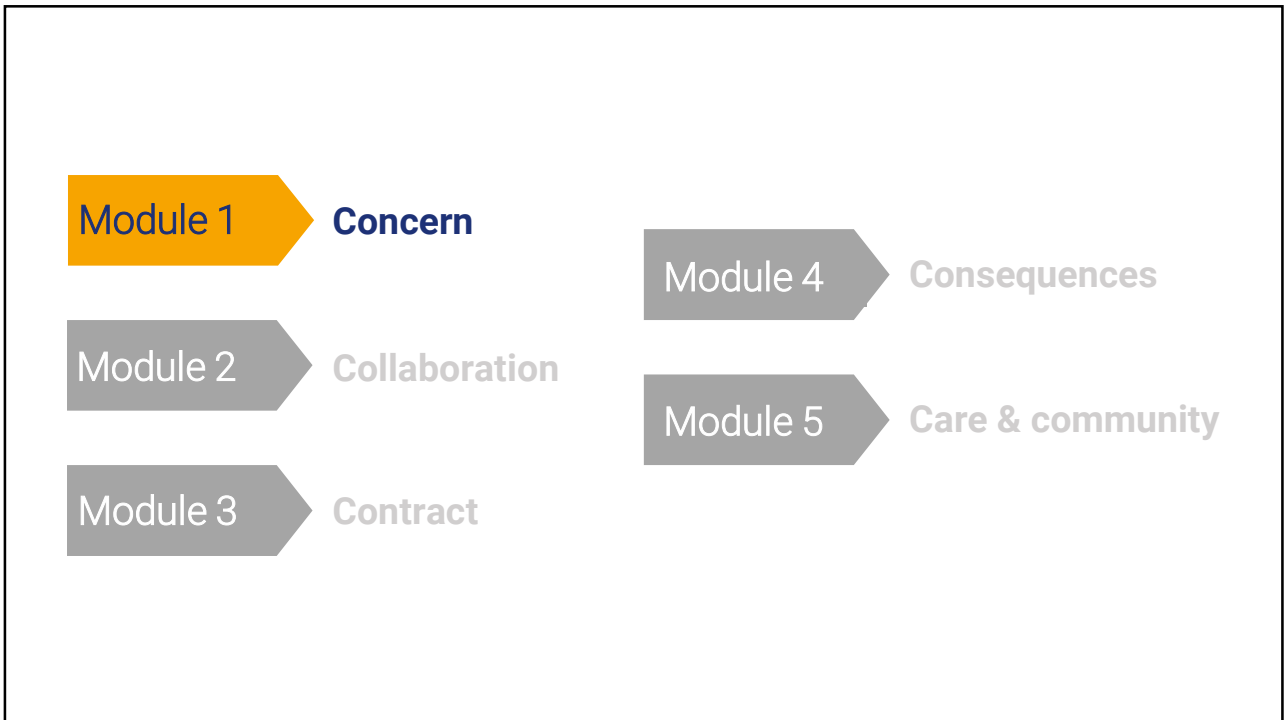 Module 1
Concern
Module 2
Collaboration
Module 3
Contract
Module 4
Consequences
Module 5
Care & community